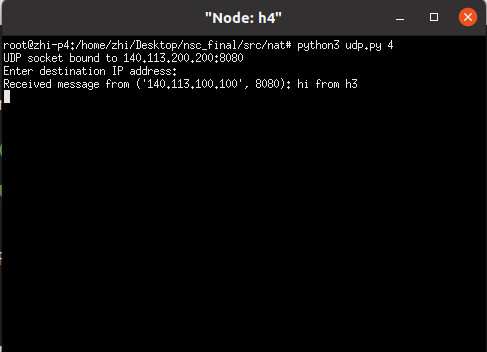 "Node: h4"
root@zhi-p4:/home/zhi/Desktop/nsc_final/src/nat# python3 udp.py 4
UDP socket bound to 140.113.200.200:8080
Enter destination IP address:
Received message from ('140.113.100.100', 8080): hi from h3